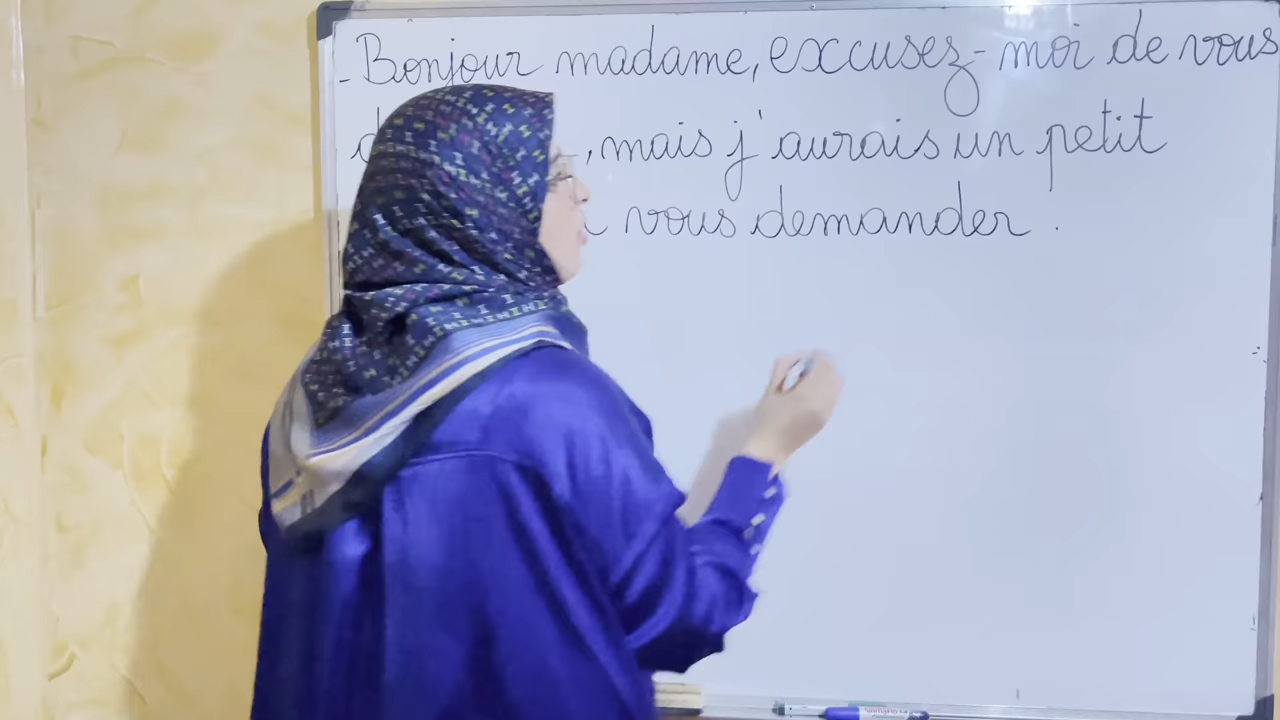 - Bonjour madame, excusez-moi de vous
, mais j'aurais un petit
vous demander .